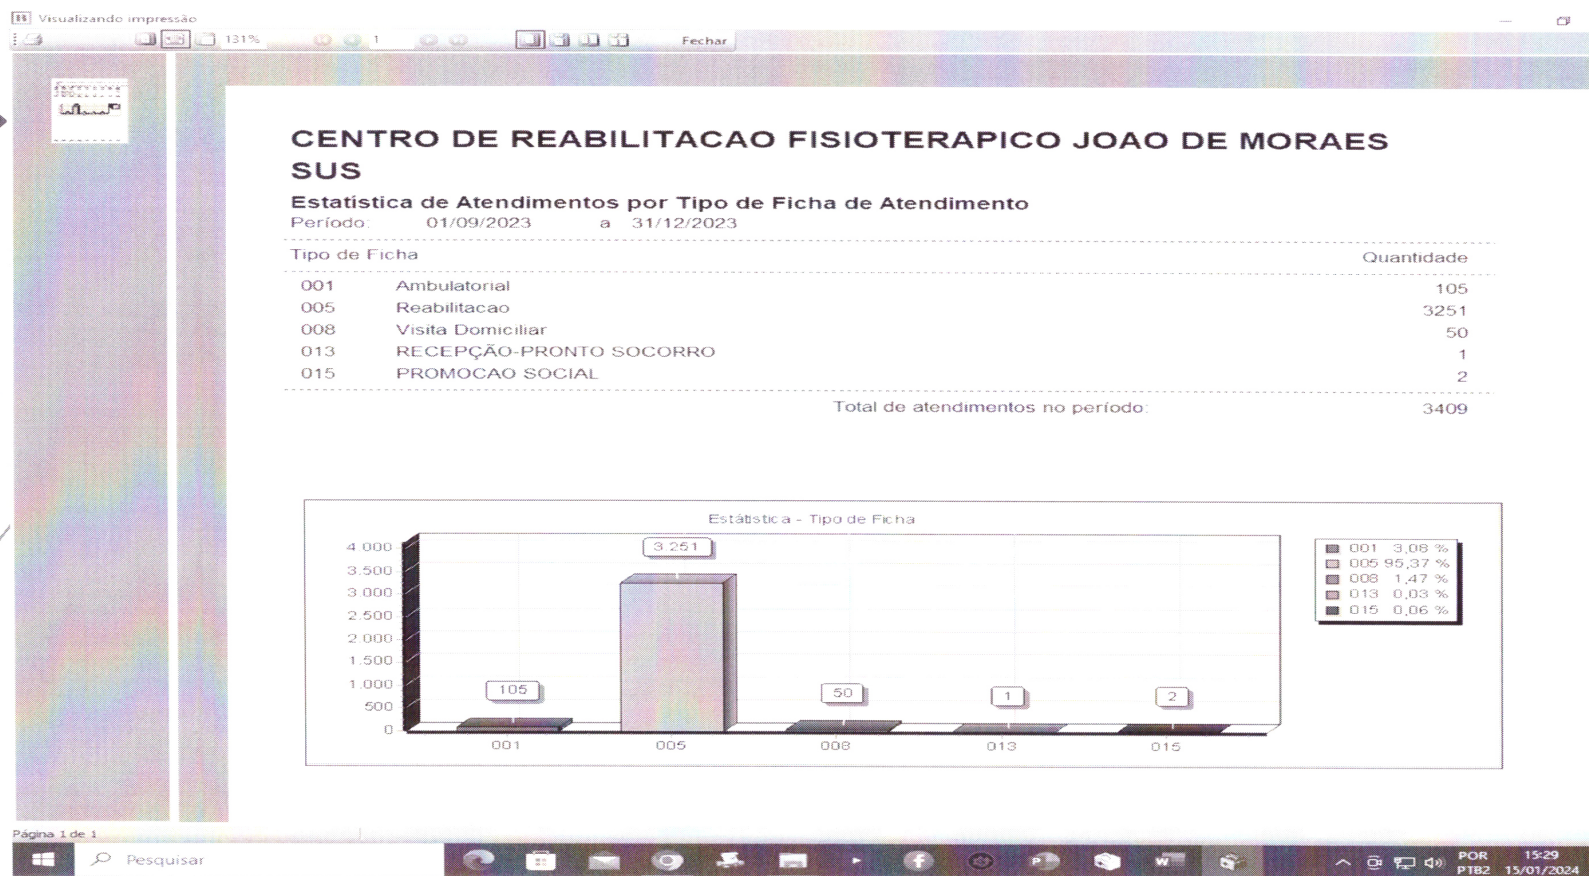 Visualizando impressão
131%
1
Fechar
CENTRO DE REABILITACAO FISIOTERAPICO JOAO DE MORAES
SUS
Estatística de Atendimentos por Tipo de Ficha de Atendimento
Período: 01/09/2023 a 31/12/2023
Tipo de Ficha Quantidade
001 Ambulatorial 105
005 Reabilitacao 3251
008 Visita Domiciliar 50
013 RECEPÇÃO-PRONTO SOCORRO 1
015 PROMOCAO SOCIAL 2
Total de atendimentos no período: 3409
Estátistica - Tipo de Ficha
4.000
3.500
3.000
2.500
2.000
1.500
1.000
500
0
105
3.251
50
1
2
001
005
008
013
015
001 3,08 %
005 95,37 %
008 1,47 %
013 0,03 %
015 0,06 %
Página 1 de 1
Pesquisar
POR
PTB2
15:29
15/01/2024